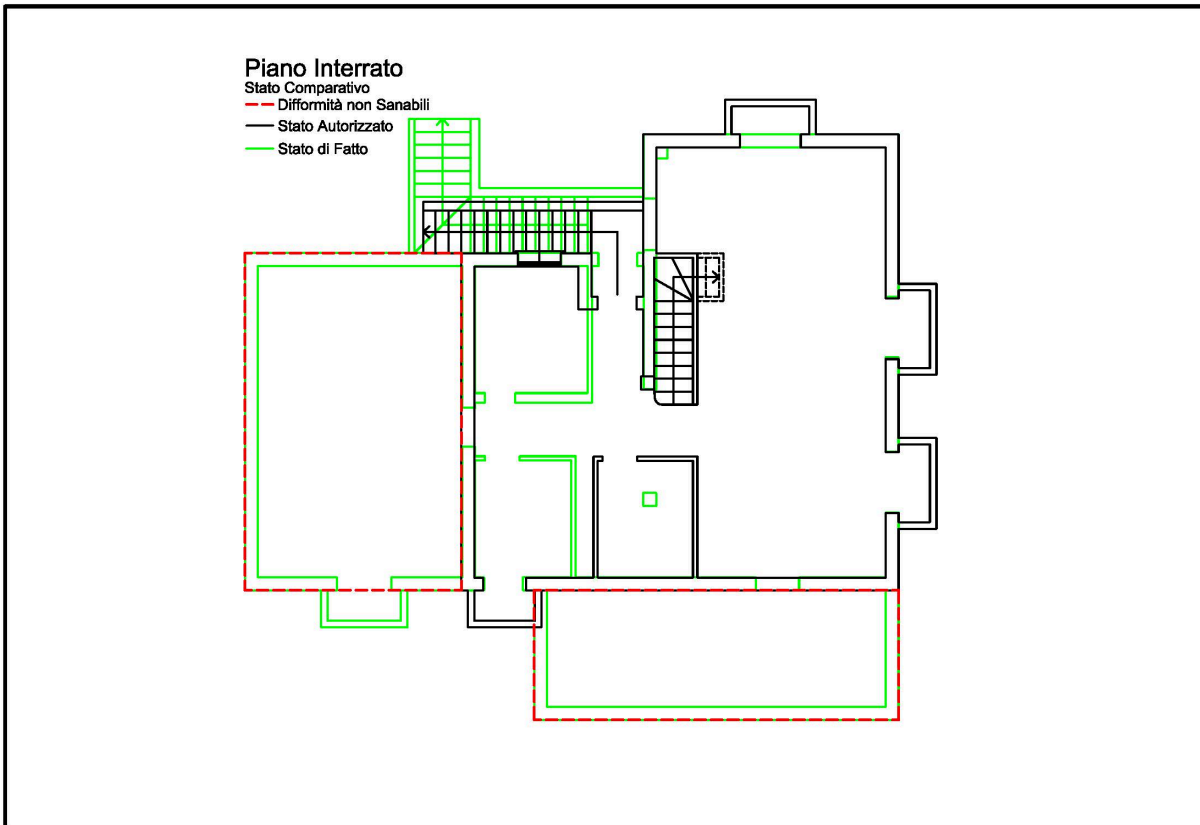 Piano Interrato
Stato Comparativo
Difformità non Sanabili
Stato Autorizzato
Stato di Fatto